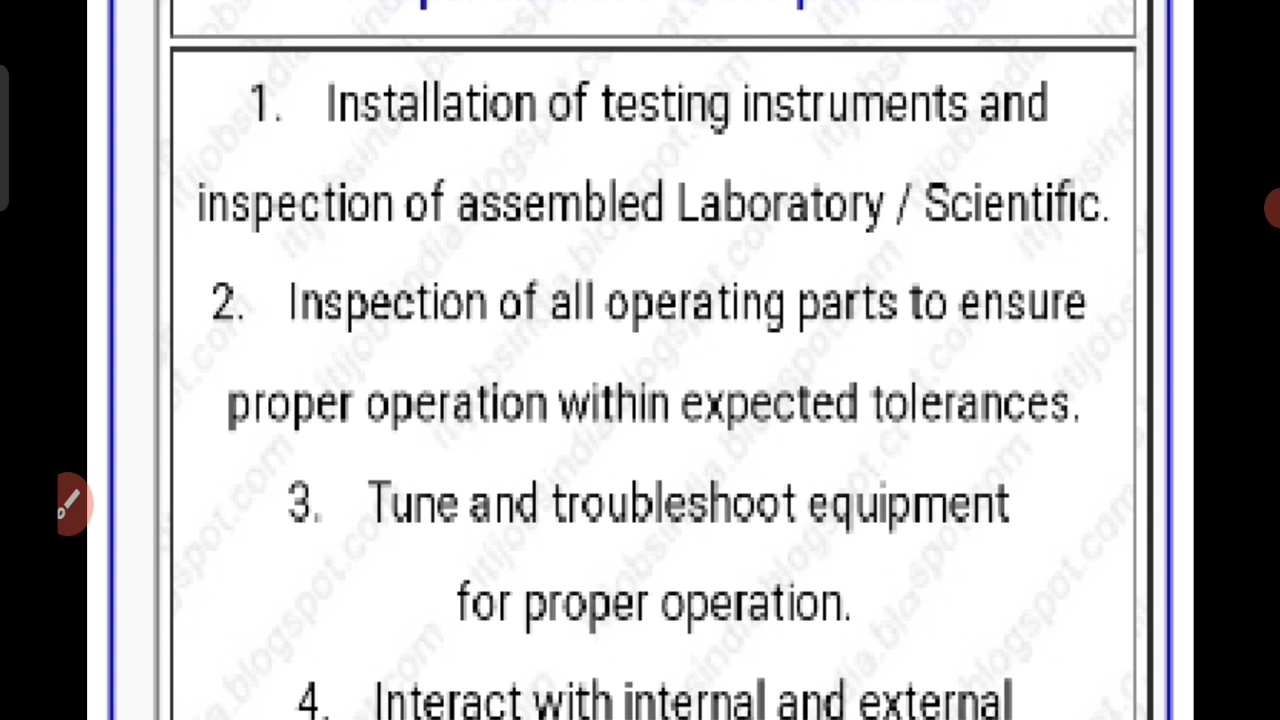 1. Installation of testing instruments and
inspection of assembled Laboratory / Scientific.
2. Inspection of all operating parts to ensure
proper operation within expected tolerances.
3. Tune and troubleshoot equipment
for proper operation.
4. Interact with internal and external